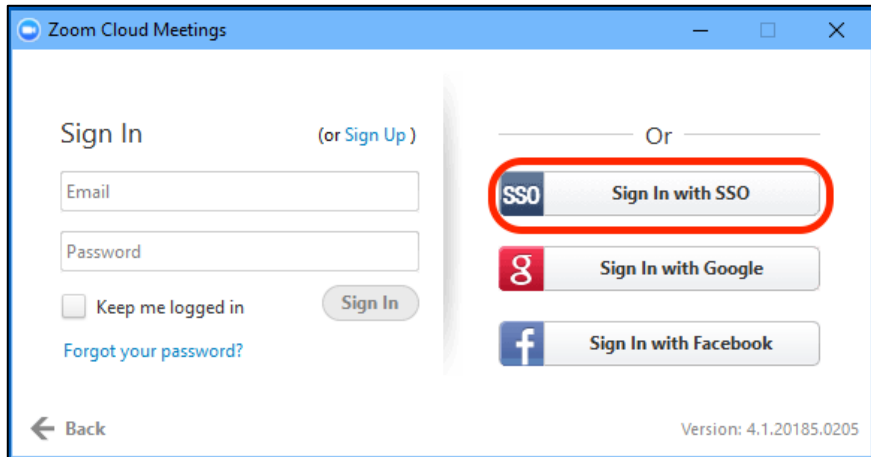 Zoom Cloud Meetings
Sign In
(or Sign Up )
Email
Password
Keep me logged in
Sign In
Forgot your password?
Or
SSO Sign In with SSO
g Sign In with Google
f Sign In with Facebook
Back
Version: 4.1.20185.0205